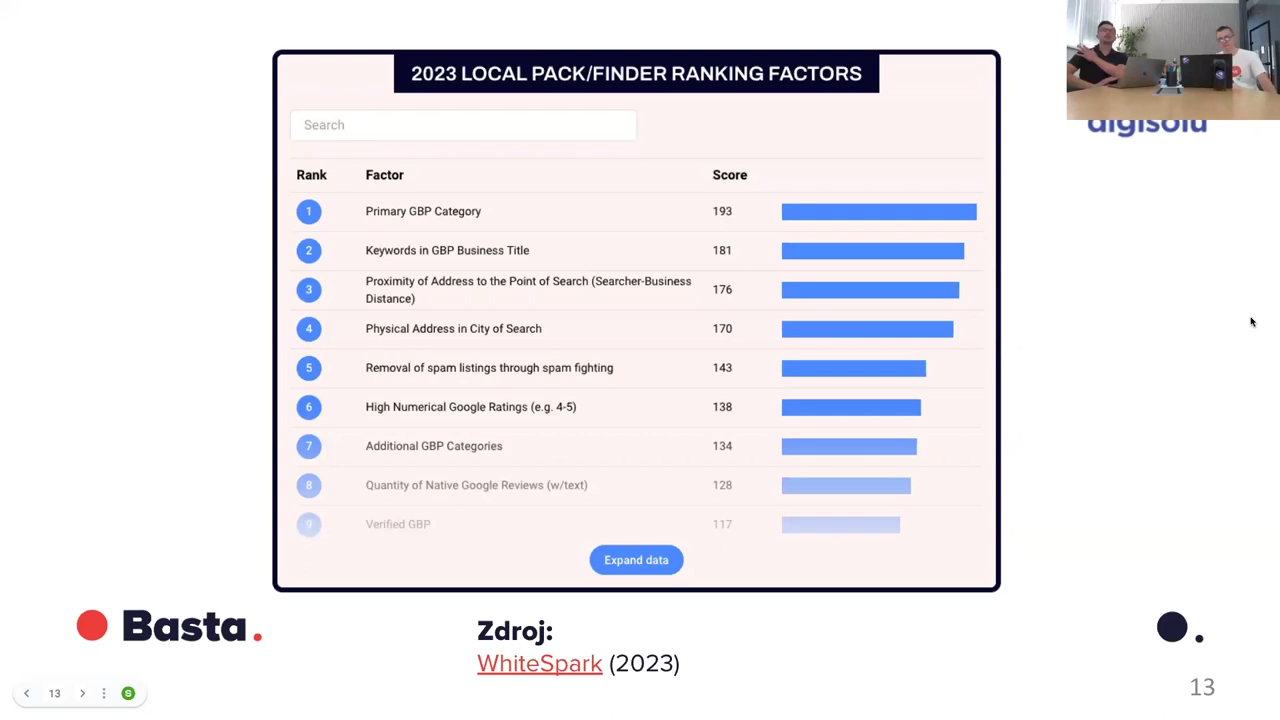 2023 LOCAL PACK/FINDER RANKING FACTORS
Search
Rank Factor Score
1 Primary GBP Category 193
2 Keywords in GBP Business Title 181
3 Proximity of Address to the Point of Search (Searcher-Business Distance) 176
4 Physical Address in City of Search 170
5 Removal of spam listings through spam fighting 143
6 High Numerical Google Ratings (e.g. 4-5) 138
7 Additional GBP Categories 134
8 Quantity of Native Google Reviews (w/text) 128
9 Verified GBP 117
Expand data
digisolu
Basta.
Zdroj:
WhiteSpark (2023)
13
13
S